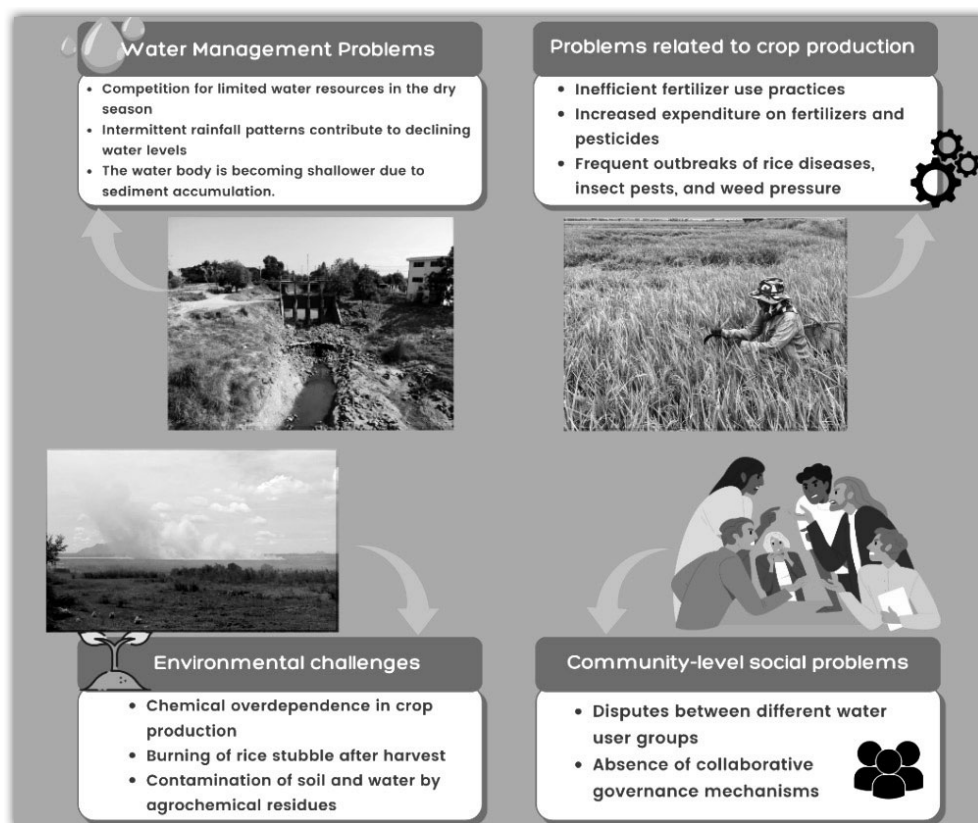 Water Management Problems
• Competition for limited water resources in the dry
season
• Intermittent rainfall patterns contribute to declining
water levels
• The water body is becoming shallower due to
sediment accumulation.
Problems related to crop production
• Inefficient fertilizer use practices
• Increased expenditure on fertilizers and
pesticides
• Frequent outbreaks of rice diseases,
insect pests, and weed pressure
Environmental challenges
• Chemical overdependence in crop
production
• Burning of rice stubble after harvest
• Contamination of soil and water by
agrochemical residues
Community-level social problems
• Disputes between different water
user groups
• Absence of collaborative
governance mechanisms